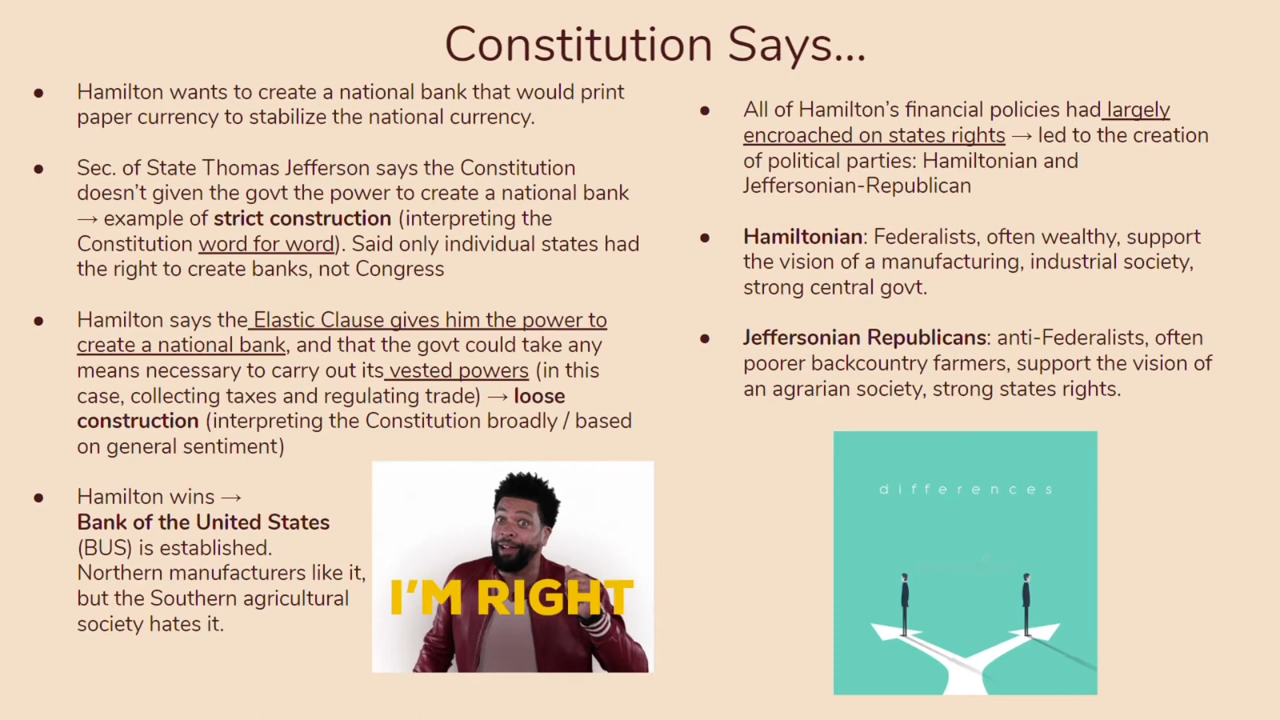 Constitution Says...
● Hamilton wants to create a national bank that would print
paper currency to stabilize the national currency.
● Sec. of State Thomas Jefferson says the Constitution
doesn't given the govt the power to create a national bank
→ example of strict construction (interpreting the
Constitution word for word). Said only individual states had
the right to create banks, not Congress
● Hamilton says the Elastic Clause gives him the power to
create a national bank, and that the govt could take any
means necessary to carry out its vested powers (in this
case, collecting taxes and regulating trade) → loose
construction (interpreting the Constitution broadly / based
on general sentiment)
● Hamilton wins →
Bank of the United States
(BUS) is established.
Northern manufacturers like it,
but the Southern agricultural
society hates it.
I'M RIGHT
● All of Hamilton's financial policies had largely
encroached on states rights → led to the creation
of political parties: Hamiltonian and
Jeffersonian-Republican
● Hamiltonian: Federalists, often wealthy, support
the vision of a manufacturing, industrial society,
strong central govt.
● Jeffersonian Republicans: anti-Federalists, often
poorer backcountry farmers, support the vision of
an agrarian society, strong states rights.
differences